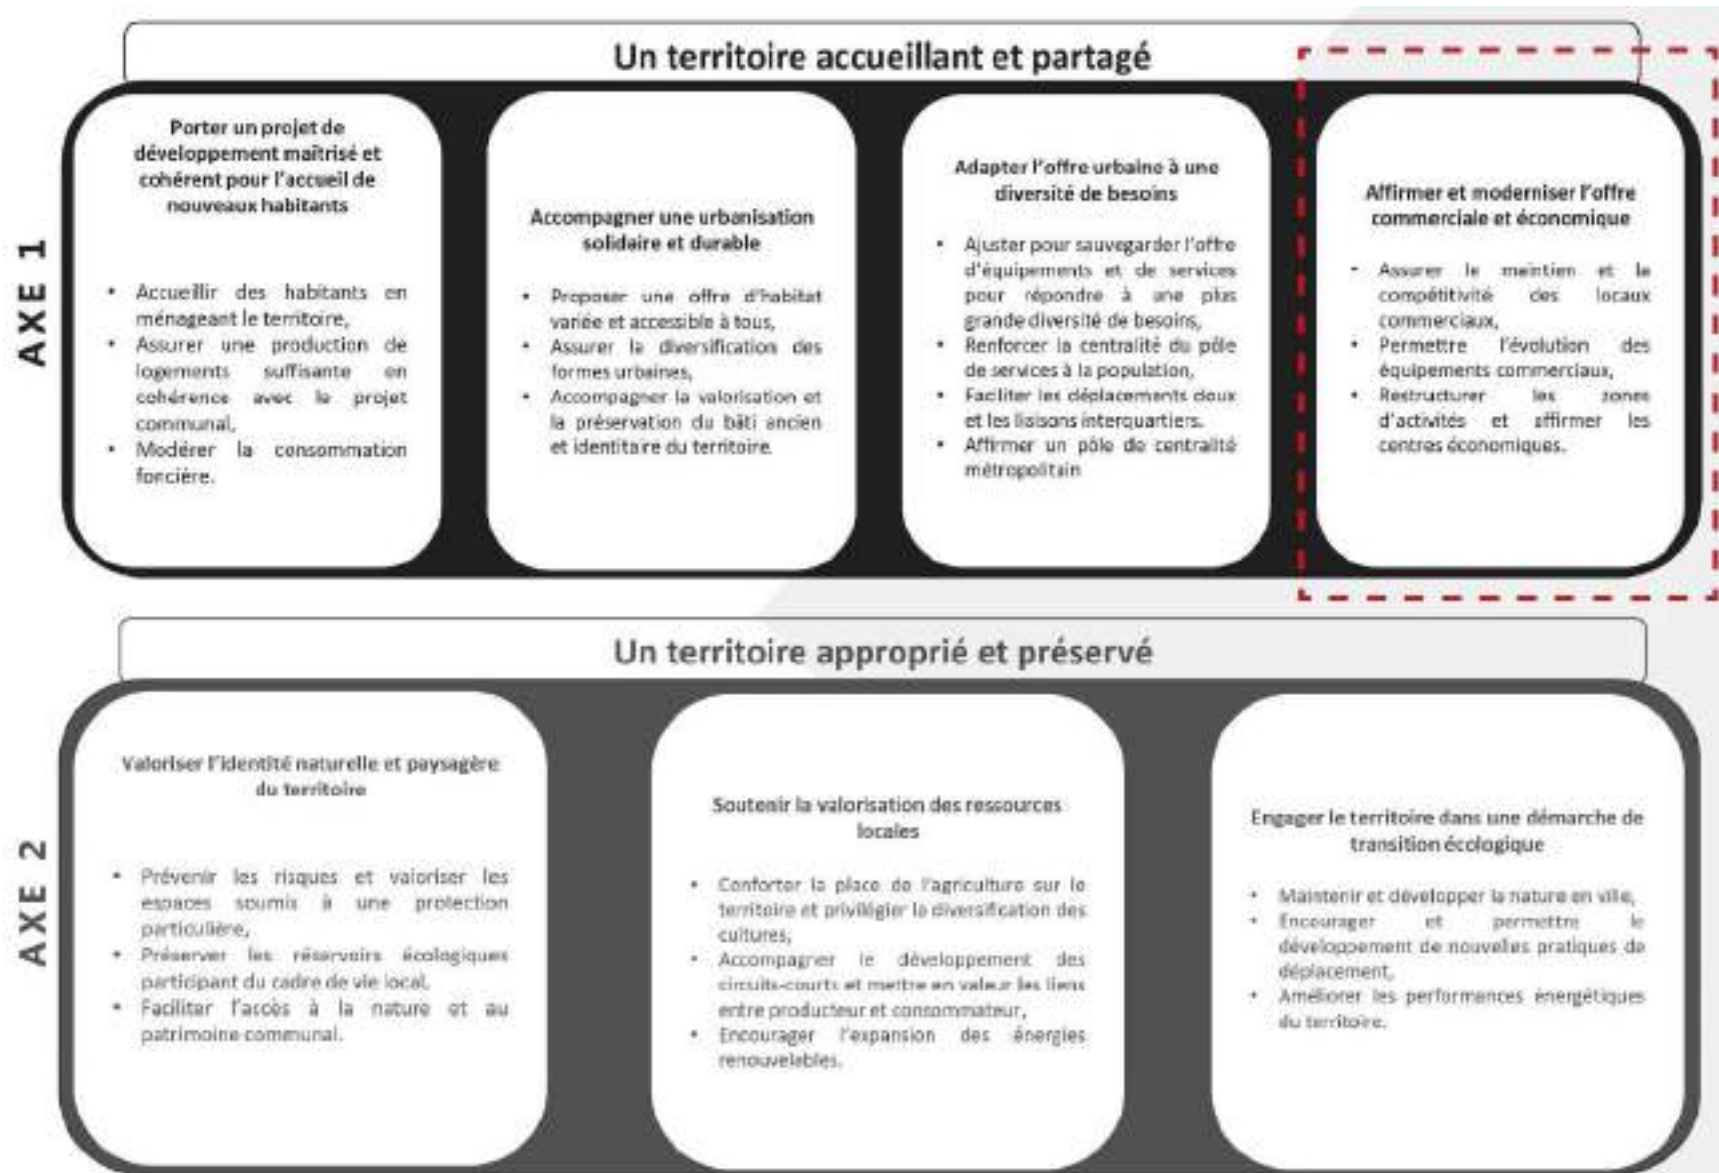 Un territoire accueillant et partagé
AXE 1
Porter un projet de
développement maîtrisé et
cohérent pour l'accueil de
nouveaux habitants
• Accueillir des habitants en
ménageant le territoire,
• Assurer une production de
logements suffisante en
cohérence avec le projet
communal,
• Modérer la consommation
foncière.
Accompagner une urbanisation
solidaire et durable
• Proposer une offre d'habitat
variée et accessible à tous,
• Assurer la diversification des
formes urbaines,
• Accompagner la valorisation et
la préservation du bâti ancien
et identitaire du territoire.
Adapter l'offre urbaine à une
diversité de besoins
• Ajuster pour sauvegarder l'offre
d'équipements et de services
pour répondre à une plus
grande diversité de besoins,
• Renforcer la centralité du pôle
de services à la population,
• Faciliter les déplacements doux
et les liaisons interquartiers.
• Affirmer un pôle de centralité
métropolitain
Affirmer et moderniser l'offre
commerciale et économique
• Assurer le maintien et la
compétitivité des locaux
commerciaux,
• Permettre l'évolution des
équipements commerciaux,
• Restructurer les zones
d'activités et affirmer les
centres économiques.
Un territoire approprié et préservé
AXE 2
Valoriser l'identité naturelle et paysagère
du territoire
• Prévenir les risques et valoriser les
espaces soumis à une protection
particulière,
• Préserver les réservoirs écologiques
participant du cadre de vie local,
• Faciliter l'accès à la nature et au
patrimoine communal.
Soutenir la valorisation des ressources
locales
• Conforter la place de l'agriculture sur le
territoire et privilégier la diversification des
cultures,
• Accompagner le développement des
circuits-courts et mettre en valeur les liens
entre producteur et consommateur,
• Encourager l'expansion des énergies
renouvelables.
Engager le territoire dans une démarche de
transition écologique
• Maintenir et développer la nature en ville,
• Encourager et permettre le
développement de nouvelles pratiques de
déplacement,
• Améliorer les performances énergétiques
du territoire.